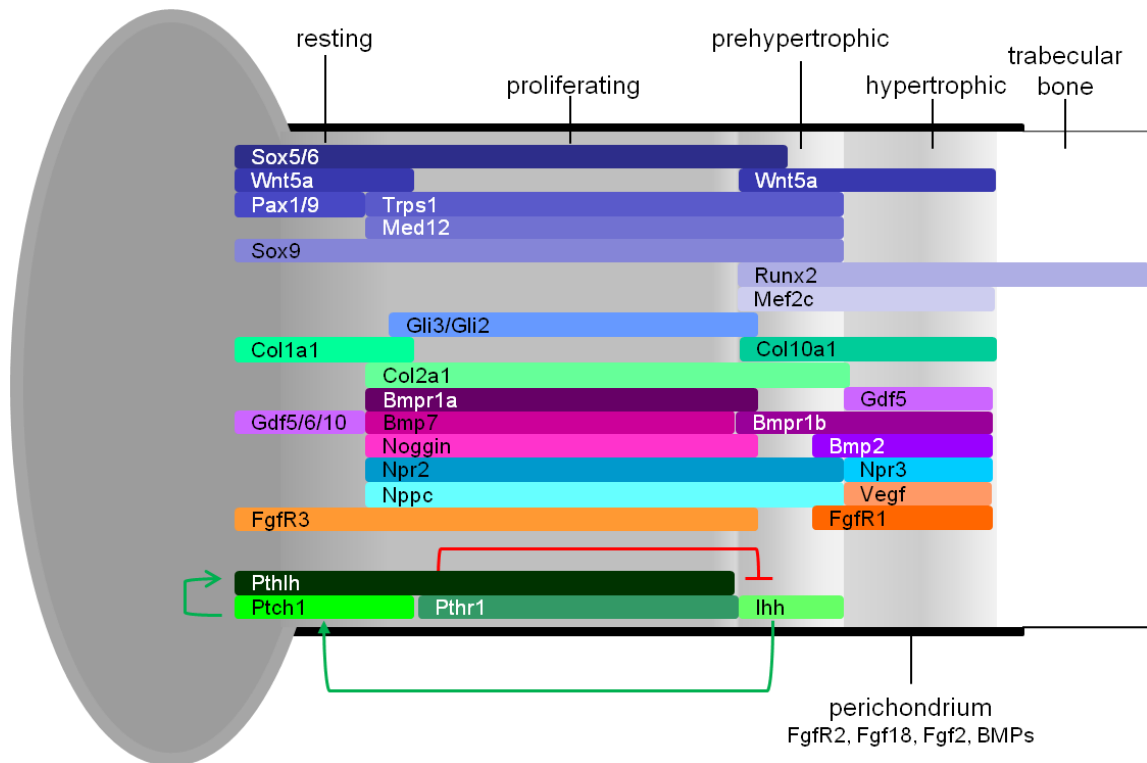 resting
prehypertrophic
trabecular
bone
proliferating
hypertrophic
Sox5/6
Wnt5a
Wnt5a
Pax1/9
Trps1
Med12
Sox9
Runx2
Mef2c
Gli3/Gli2
Col1a1
Col10a1
Col2a1
Bmpr1a
Gdf5
Gdf5/6/10
Bmp7
Bmpr1b
Noggin
Bmp2
Npr2
Npr3
Nppc
Vegf
FgfR3
FgfR1
Pthlh
Ptch1
Pthr1
Ihh
perichondrium
FgfR2, Fgf18, Fgf2, BMPs